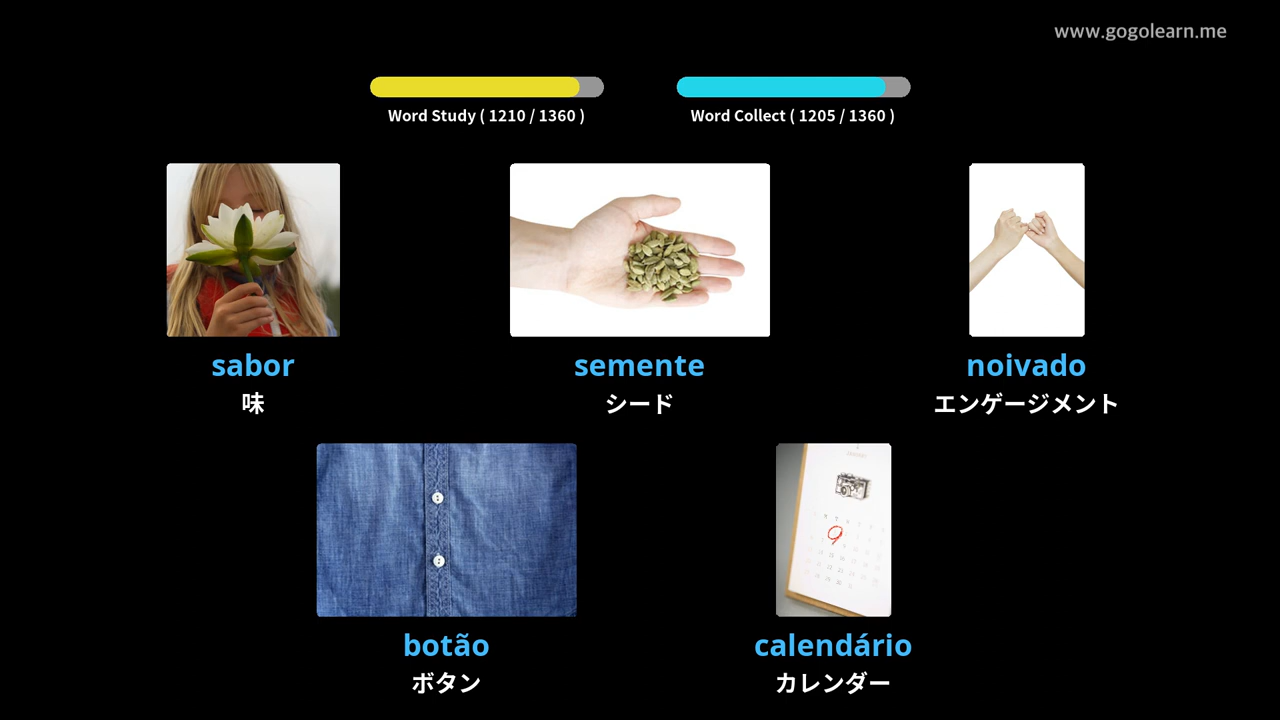 www.gogolearn.me
Word Study ( 1210 / 1360 )
Word Collect ( 1205 / 1360 )
sabor
味
semente
シード
noivado
エンゲージメント
botão
ボタン
calendário
カレンダー